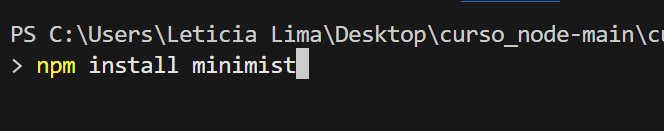 PS C:\Users\Leticia Lima\Desktop\curso_node-main\cu
> npm install minimist